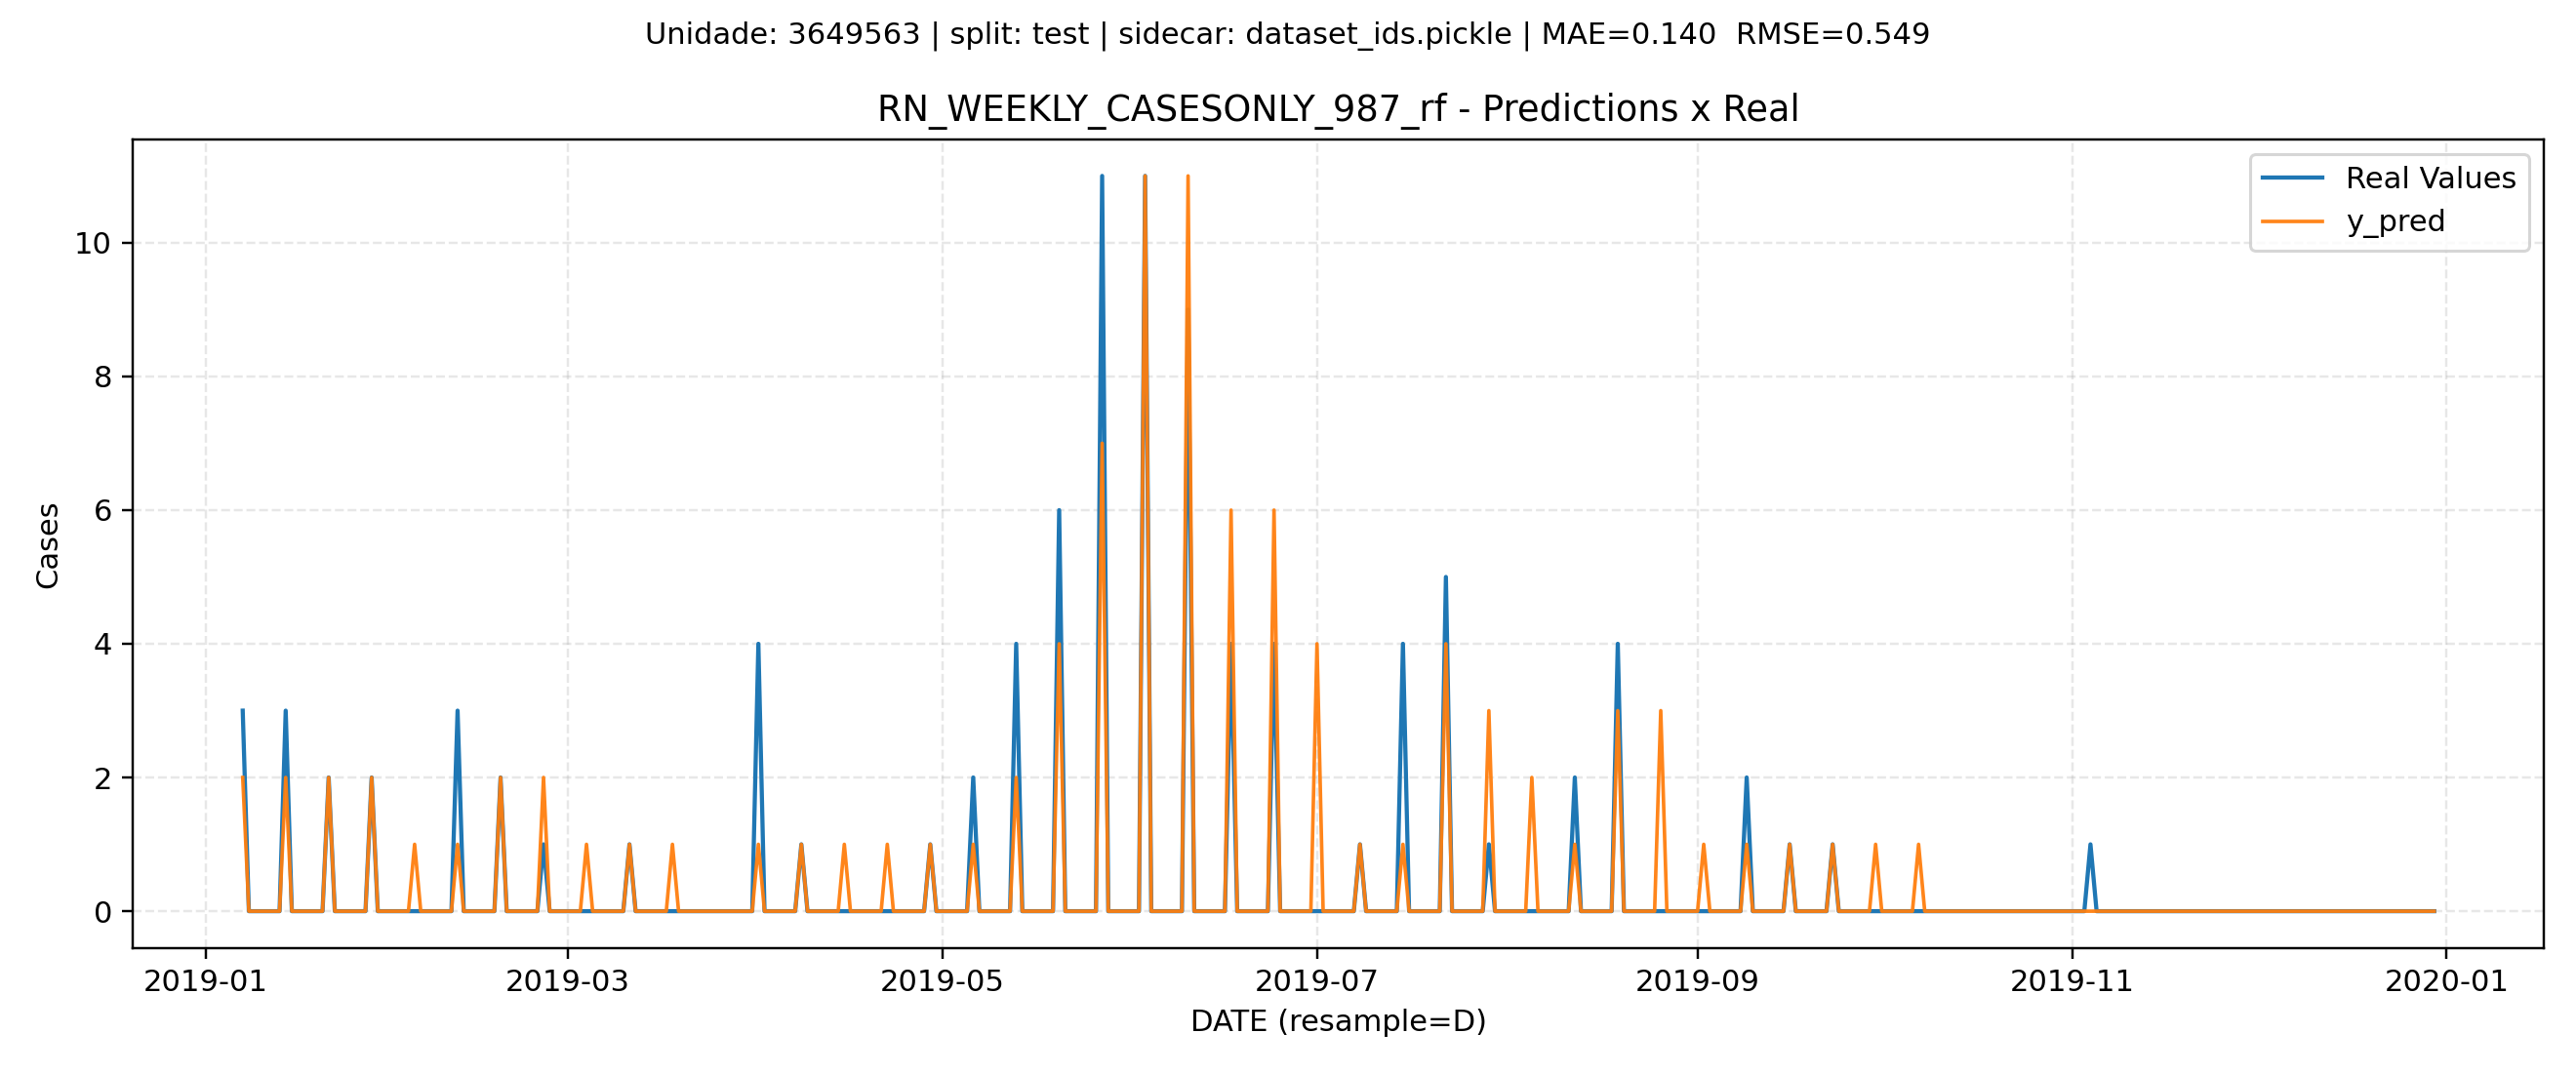 Unidade: 3649563 | split: test | sidecar: dataset_ids.pickle | MAE=0.140  RMSE=0.549
RN_WEEKLY_CASESONLY_987_rf - Predictions x Real
Real Values
y_pred
Cases
10
8
6
4
2
0
2019-01
2019-03
2019-05
2019-07
2019-09
2019-11
2020-01
DATE (resample=D)